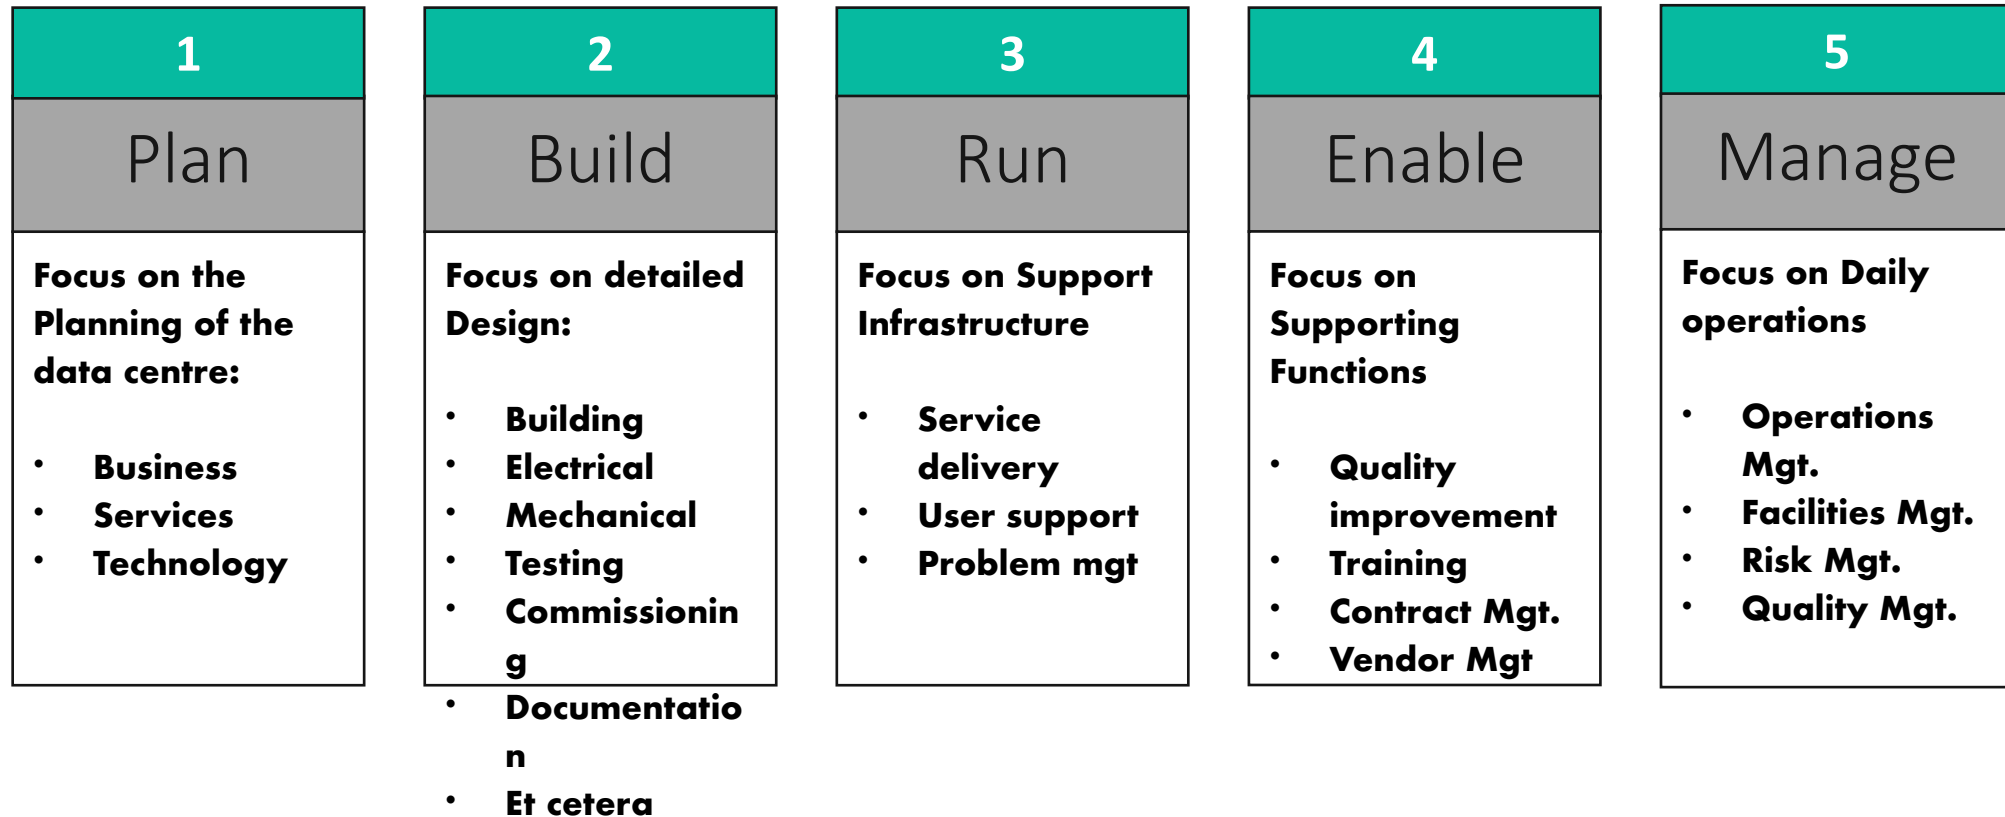 1
Plan
Focus on the
Planning of the
data centre:
• Business
• Services
• Technology
2
Build
Focus on detailed
Design:
• Building
• Electrical
• Mechanical
• Testing
• Commissionin
g
• Documentatio
n
• Et cetera
3
Run
Focus on Support
Infrastructure
• Service
delivery
• User support
• Problem mgt
4
Enable
Focus on
Supporting
Functions
• Quality
improvement
• Training
• Contract Mgt.
• Vendor Mgt
5
Manage
Focus on Daily
operations
• Operations
Mgt.
• Facilities Mgt.
• Risk Mgt.
• Quality Mgt.